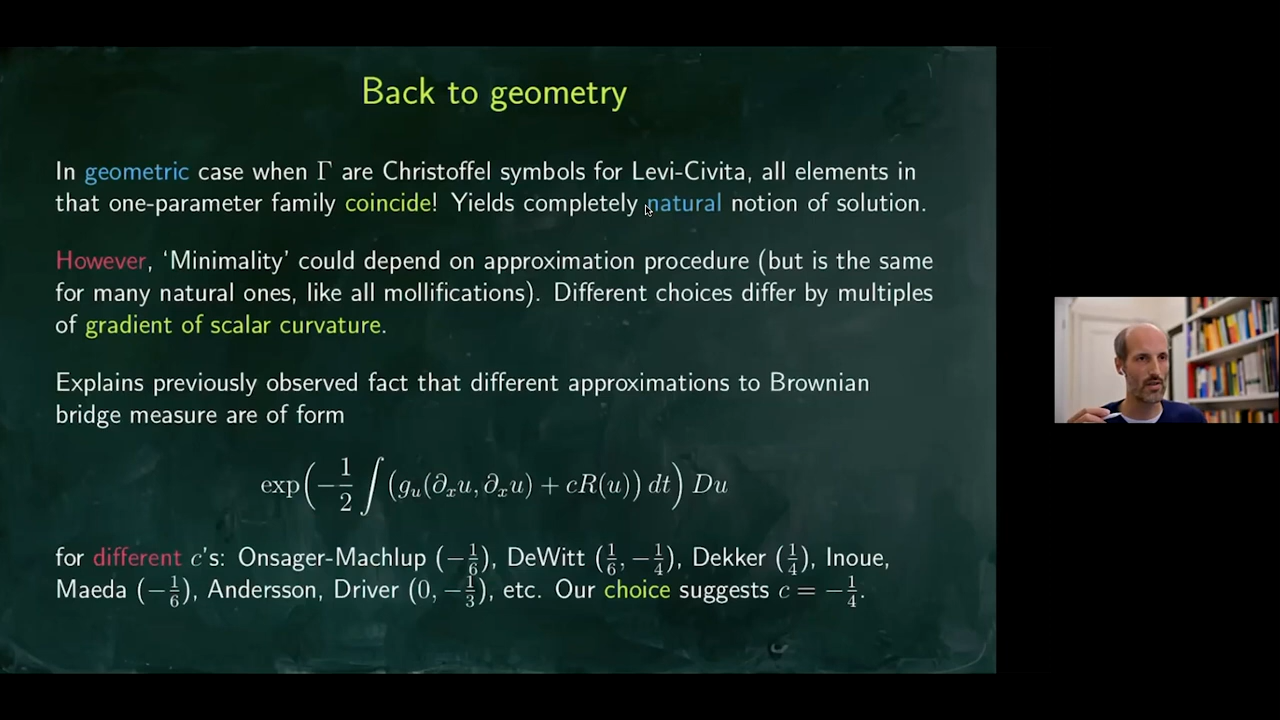 Back to geometry
In geometric case when Γ are Christoffel symbols for Levi-Civita, all elements in
that one-parameter family coincide! Yields completely natural notion of solution.
However, ‘Minimality’ could depend on approximation procedure (but is the same
for many natural ones, like all mollifications). Different choices differ by multiples
of gradient of scalar curvature.
Explains previously observed fact that different approximations to Brownian
bridge measure are of form
exp(−1/2 ∫(g_u(∂_x u, ∂_x u) + cR(u)) dt) Du
for different c's: Onsager-Machlup (−1/6), DeWitt (1/6, −1/4), Dekker (1/4), Inoue,
Maeda (−1/6), Andersson, Driver (0, −1/3), etc. Our choice suggests c = −1/4.